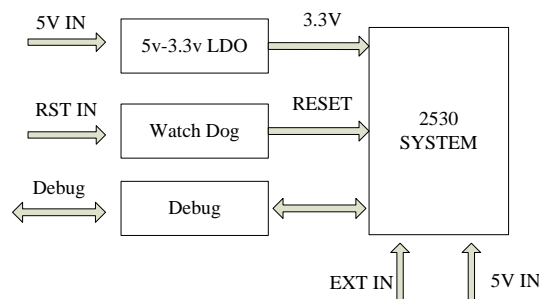 5V IN
5v-3.3v LDO
3.3V
RST IN
Watch Dog
RESET
2530
SYSTEM
Debug
Debug
EXT IN
5V IN